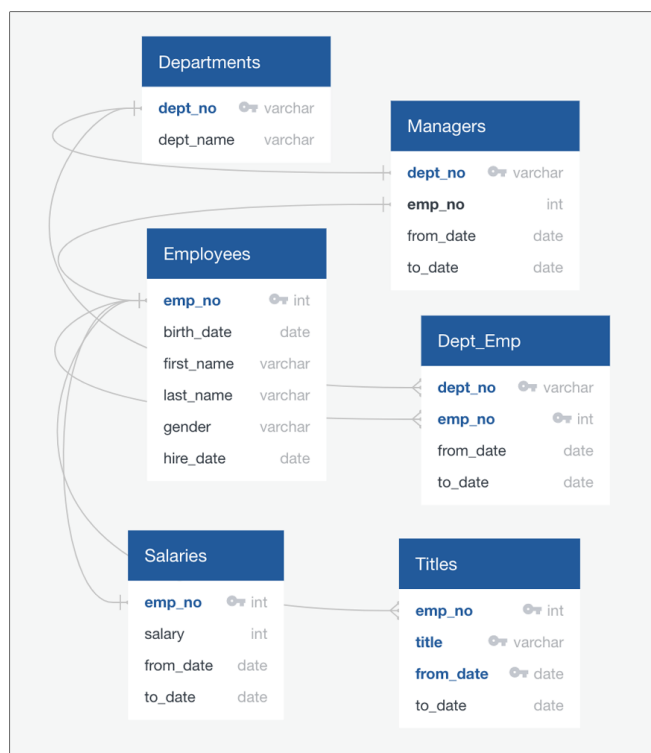 Departments
dept_no varchar
dept_name varchar
Managers
dept_no varchar
emp_no int
from_date date
to_date date
Employees
emp_no int
birth_date date
first_name varchar
last_name varchar
gender varchar
hire_date date
Dept_Emp
dept_no varchar
emp_no int
from_date date
to_date date
Salaries
emp_no int
salary int
from_date date
to_date date
Titles
emp_no int
title varchar
from_date date
to_date date